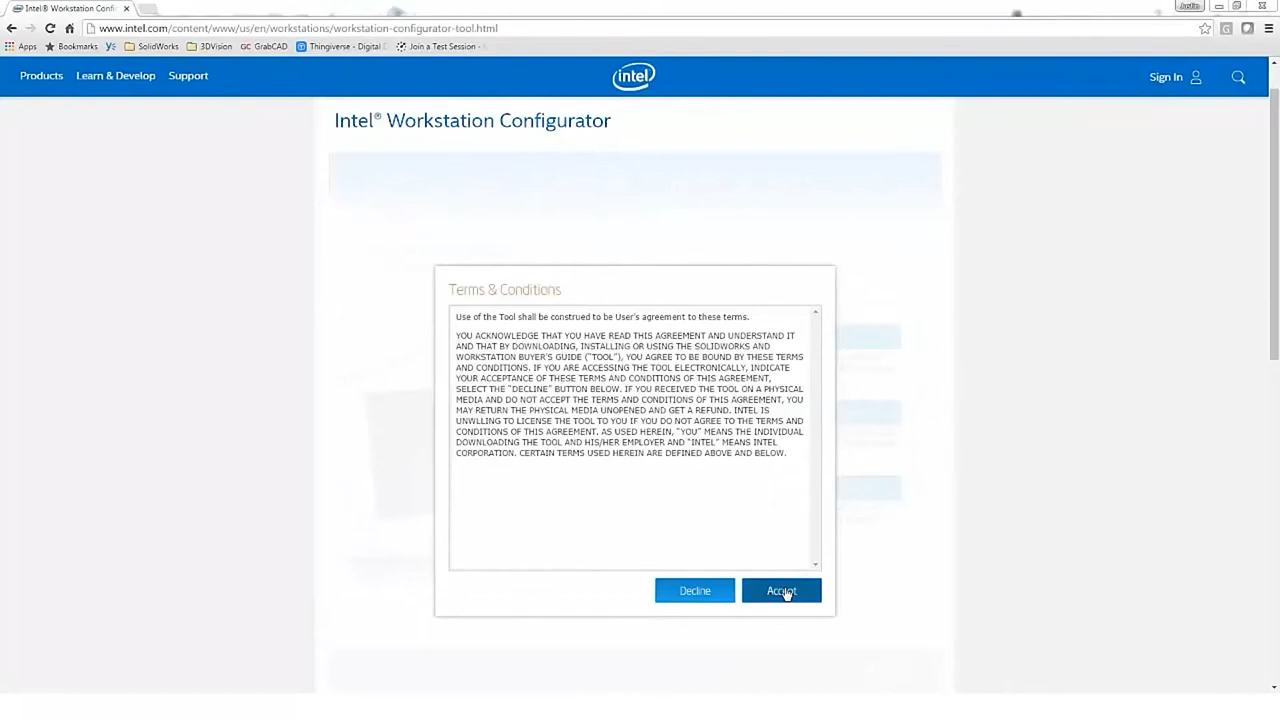 Intel® Workstation Confi
Justin
www.intel.com/content/www/us/en/workstations/workstation-configurator-tool.html
Apps Bookmarks SolidWorks 3DVision GC GrabCAD Thingiverse - Digital D Join a Test Session -
Products Learn & Develop Support intel Sign In
Intel® Workstation Configurator
Terms & Conditions
Use of the Tool shall be construed to be User's agreement to these terms.
YOU ACKNOWLEDGE THAT YOU HAVE READ THIS AGREEMENT AND UNDERSTAND IT
AND THAT BY DOWNLOADING, INSTALLING OR USING THE SOLIDWORKS AND
WORKSTATION BUYER'S GUIDE ("TOOL"), YOU AGREE TO BE BOUND BY THESE TERMS
AND CONDITIONS. IF YOU ARE ACCESSING THE TOOL ELECTRONICALLY, INDICATE
YOUR ACCEPTANCE OF THESE TERMS AND CONDITIONS OF THIS AGREEMENT,
SELECT THE "DECLINE" BUTTON BELOW. IF YOU RECEIVED THE TOOL ON A PHYSICAL
MEDIA AND DO NOT ACCEPT THE TERMS AND CONDITIONS OF THIS AGREEMENT, YOU
MAY RETURN THE PHYSICAL MEDIA UNOPENED AND GET A REFUND. INTEL IS
UNWLLING TO LICENSE THE TOOL TO YOU IF YOU DO NOT AGREE TO THE TERMS AND
CONDITIONS OF THIS AGREEMENT. AS USED HEREIN, "YOU" MEANS THE INDIVIDUAL
DOWNLOADING THE TOOL AND HIS/HER EMPLOYER AND "INTEL" MEANS INTEL
CORPORATION. CERTAIN TERMS USED HEREIN ARE DEFINED ABOVE AND BELOW.
Decline Accept